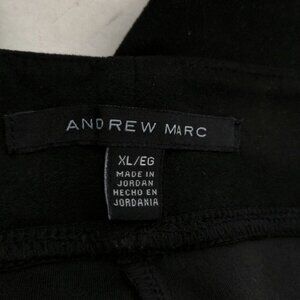 ANDREW MARC
XL/EG
MADE IN
JORDAN
HECHO EN
JORDANIA